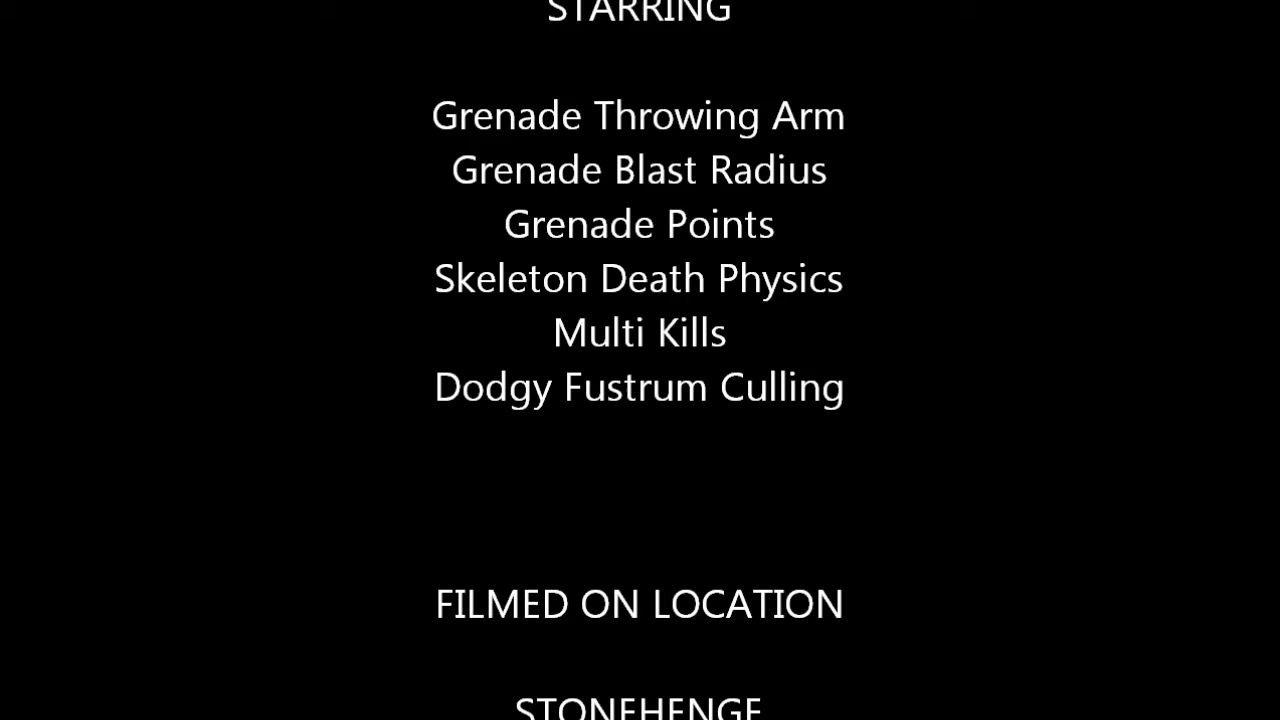 STARRING
Grenade Throwing Arm
Grenade Blast Radius
Grenade Points
Skeleton Death Physics
Multi Kills
Dodgy Fustrum Culling
FILMED ON LOCATION
STONEHENGE